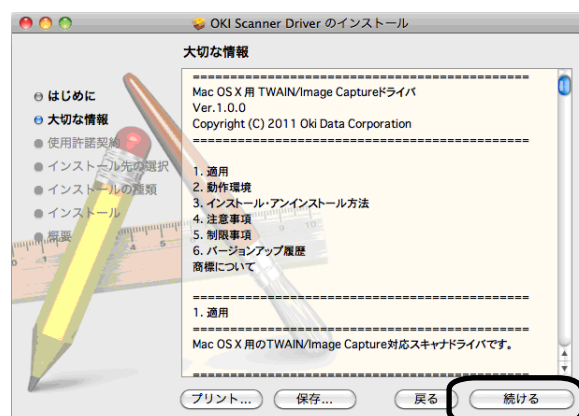 OKI Scanner Driver のインストール
大切な情報
はじめに
大切な情報
使用許諾契約
インストール先の選択
インストールの種類
インストール
概要
==================================================
Mac OS X 用 TWAIN/Image Captureドライバ
Ver.1.0.0
Copyright (C) 2011 Oki Data Corporation
==================================================
1. 適用
2. 動作環境
3. インストール・アンインストール方法
4. 注意事項
5. 制限事項
6. バージョンアップ履歴
商標について
==================================================
1. 適用
==================================================
Mac OS X 用のTWAIN/Image Capture対応スキャナドライバです。
==================================================
プリント... 保存... 戻る 続ける